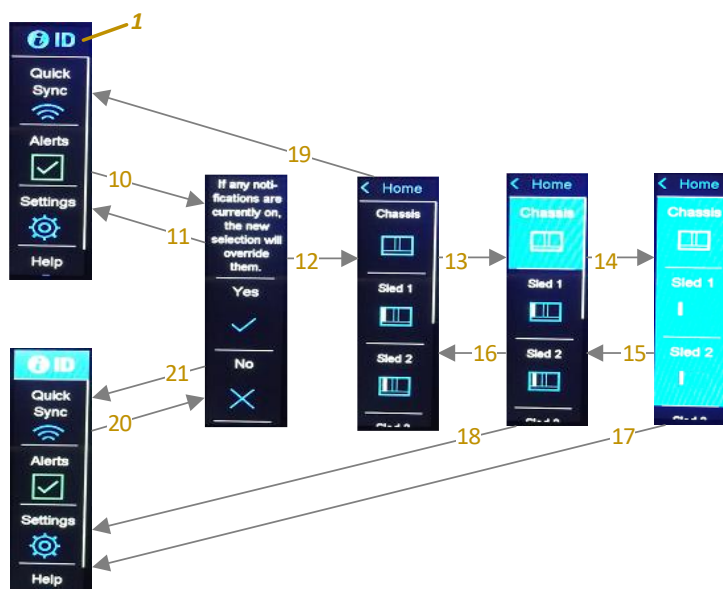 ID
1
Quick
Sync
Alerts
Settings
Help
10
11
If any noti-
fications are
currently on,
the new
selection will
override
them.
Yes
No
12
19
Home
Chassis
Sled 1
Sled 2
13
Home
Chassis
Sled 1
Sled 2
14
Home
Chassis
Sled 1
Sled 2
16
15
ID
Quick
Sync
Alerts
Settings
Help
21
20
18
17